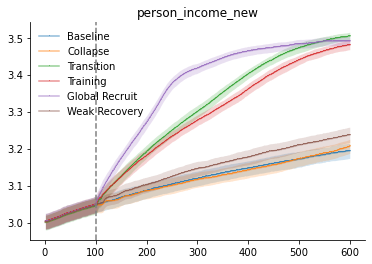 person_income_new
3.5
3.4
3.3
3.2
3.1
3.0
Baseline
Collapse
Transition
Training
Global Recruit
Weak Recovery
0 100 200 300 400 500 600